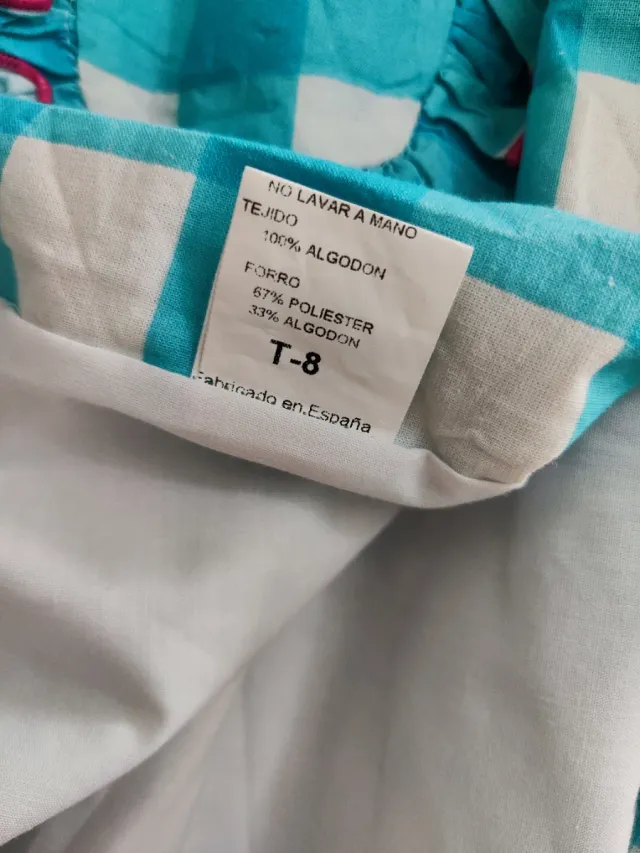 NO LAVAR A MANO
TEJIDO
100% ALGODON
FORRO
67% POLIESTER
33% ALGODON
T-8
Fabricado en.España